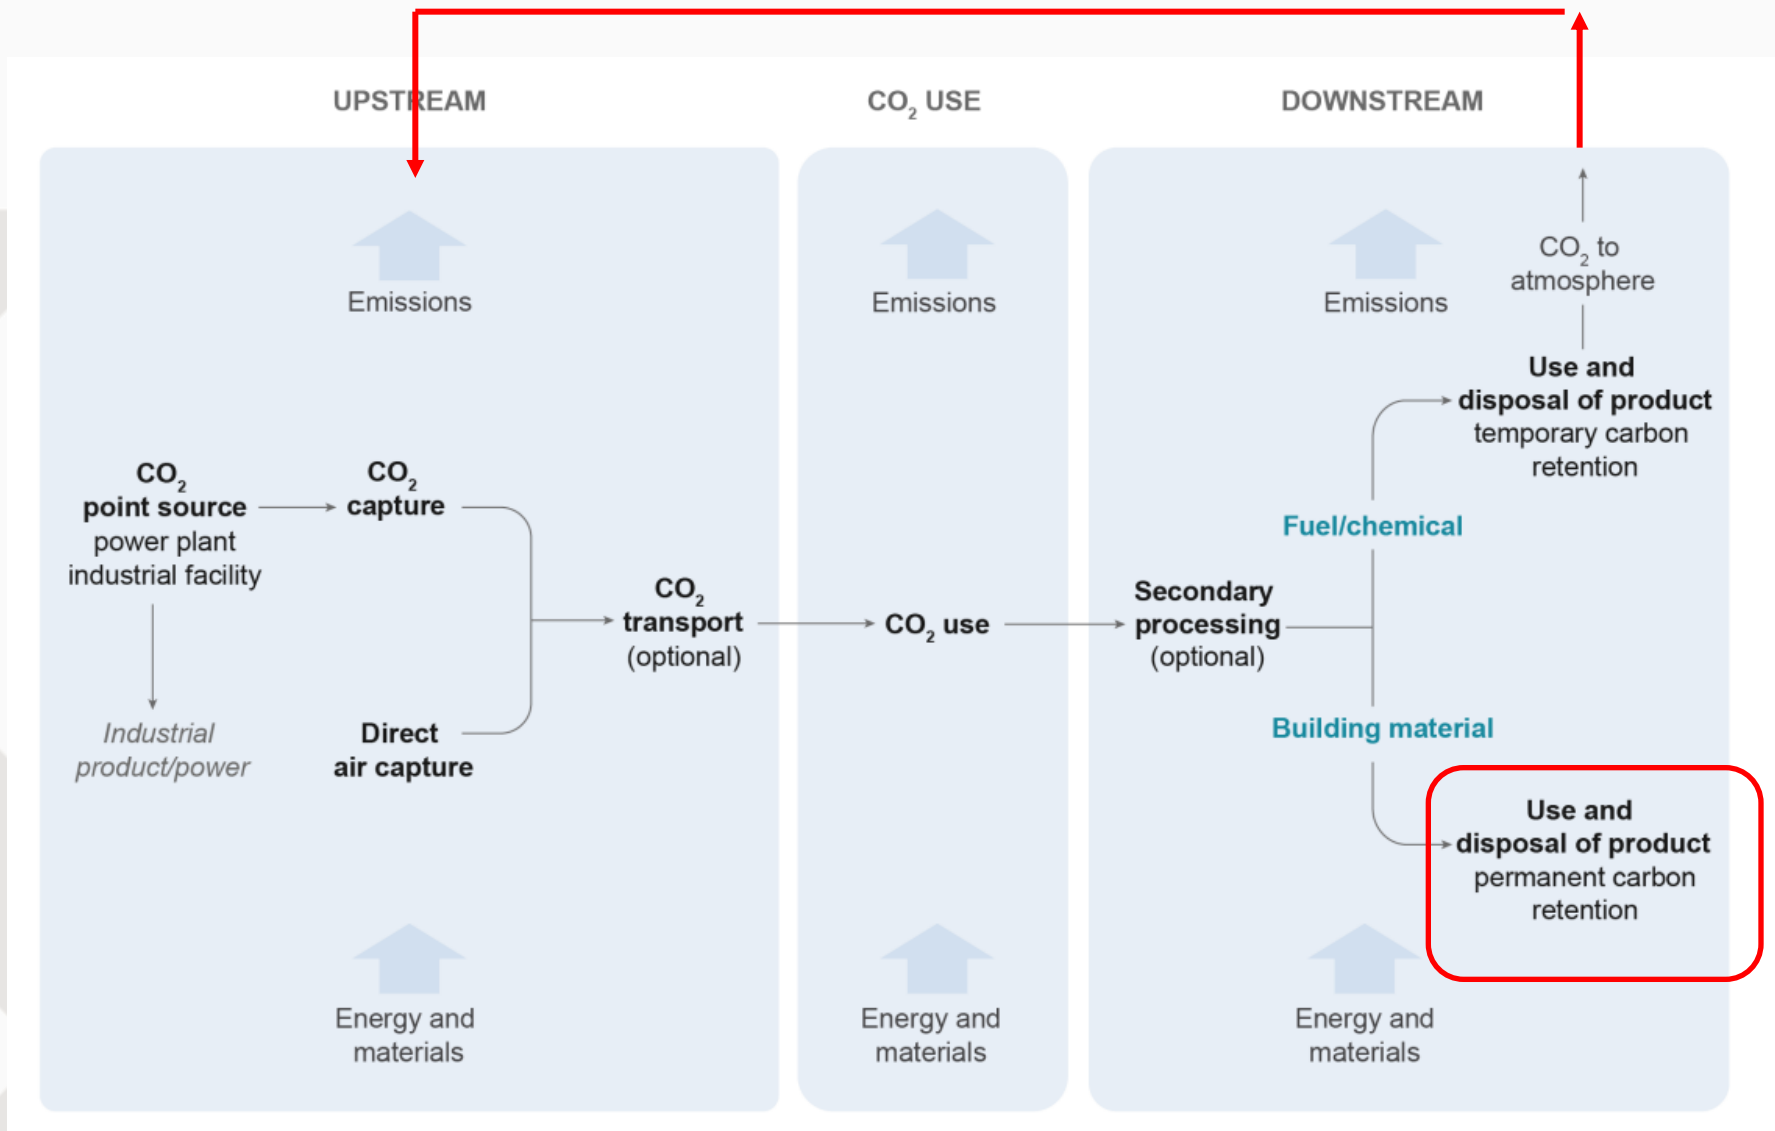 UPSTREAM
CO₂ USE
DOWNSTREAM
Emissions
Emissions
Emissions
CO₂ to
atmosphere
Use and
disposal of product
temporary carbon
retention
CO₂
point source
power plant
industrial facility
CO₂
capture
Fuel/chemical
CO₂
transport
(optional)
CO₂ use
Secondary
processing
(optional)
Industrial
product/power
Direct
air capture
Building material
Use and
disposal of product
permanent carbon
retention
Energy and
materials
Energy and
materials
Energy and
materials